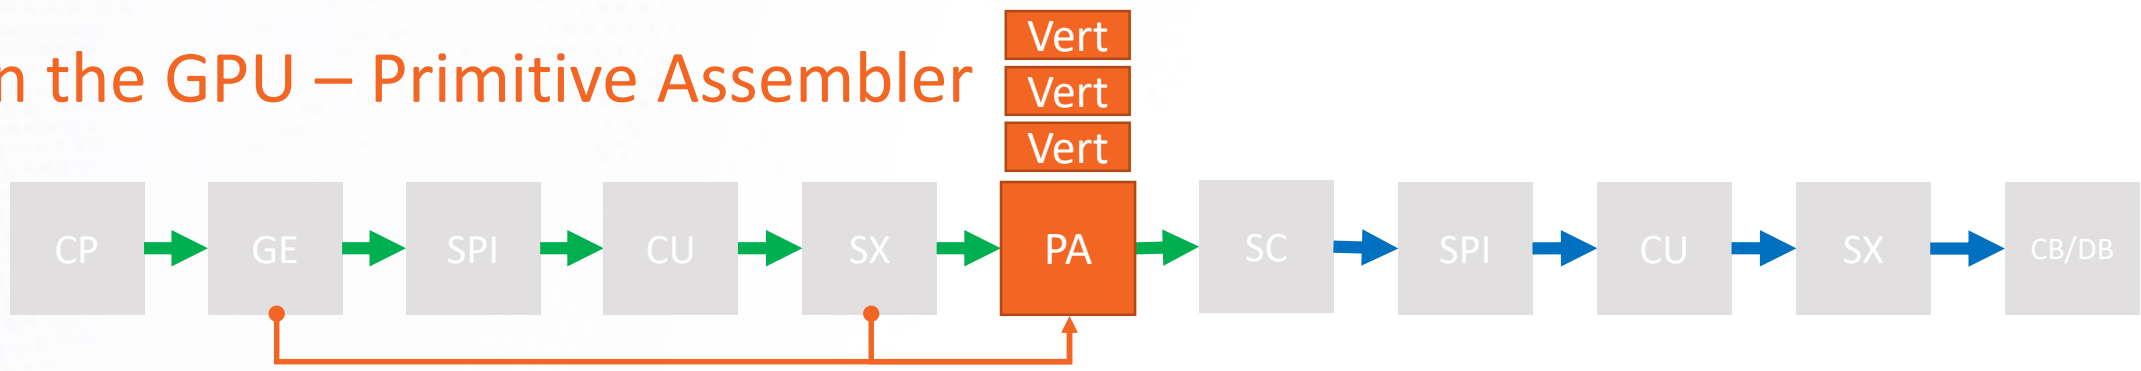 n the GPU – Primitive Assembler
Vert
Vert
Vert
CP GE SPI CU SX PA SC SPI CU SX CB/DB